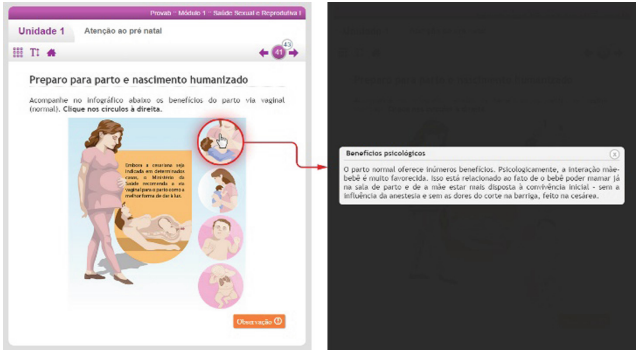 Provab - Módulo 1 - Saúde Sexual e Reprodutiva I
Unidade 1
Atenção ao pré natal
TI
41
43
Preparo para parto e nascimento humanizado
Acompanhe no infográfico abaixo os benefícios do parto via vaginal
(normal). Clique nos círculos à direita.
Embora a cesariana seja
indicada em determinados
casos, o Ministério da
Saúde recomenda a via
vaginal para o parto como a
melhor forma de dar à luz.
Observação
Benefícios psicológicos
O parto normal oferece inúmeros benefícios. Psicologicamente, a interação mãe-
bebê é muito favorecida. Isso está relacionado ao fato de o bebê poder mamar já
na sala de parto e de a mãe estar mais disposta à convivência inicial - sem a
influência da anestesia e sem as dores do corte na barriga, feito na cesárea.